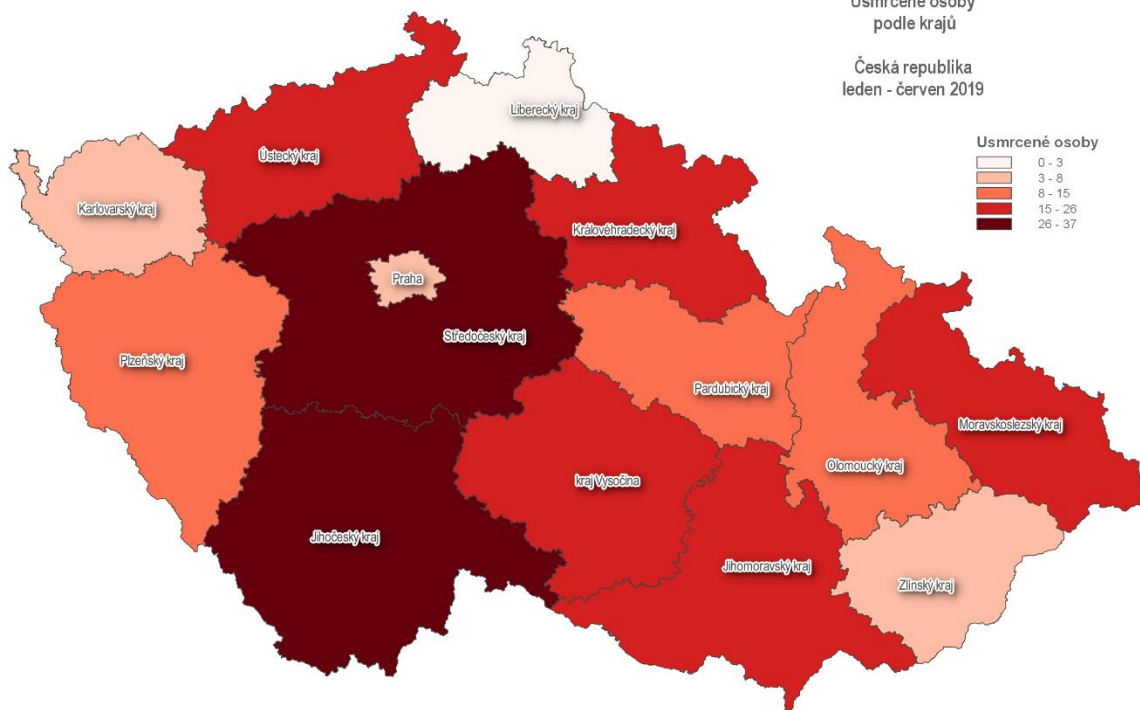 Usmrcené osoby
podle krajů
Česká republika
leden - červen 2019
Usmrcené osoby
0 - 3
3 - 8
8 - 15
15 - 26
26 - 37
Liberecký kraj
Ústecký kraj
Karlovarský kraj
Královéhradecký kraj
Praha
Středočeský kraj
Plzeňský kraj
Pardubický kraj
Moravskoslezský kraj
Olomoucký kraj
kraj Vysočina
Jihočeský kraj
Jihomoravský kraj
Zlínský kraj